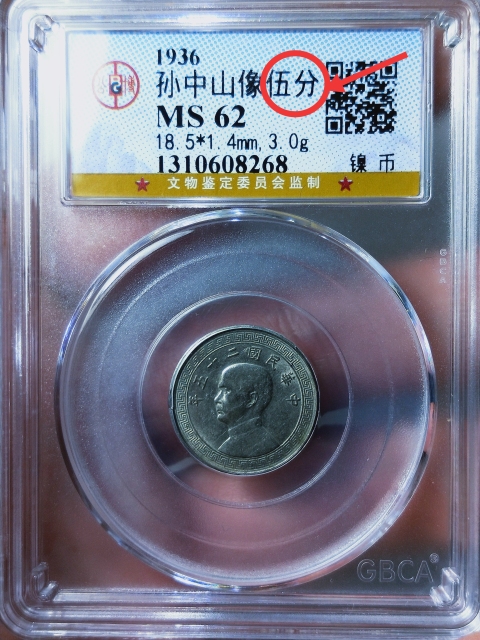 1936
孙中山像伍分
MS 62
18.5*1.4mm,3.0g
1310608268
镍 币
★ 文物鉴定委员会监制 ★
GBCA
中華民國二十五年
GBCA®